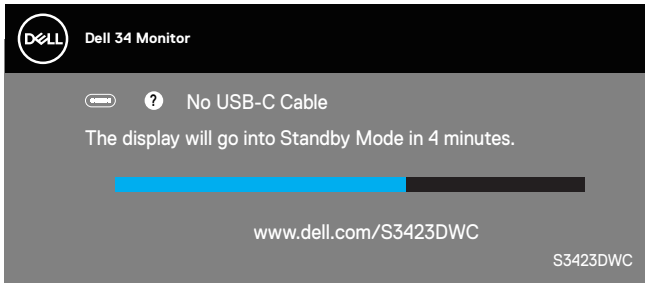 DELL
Dell 34 Monitor
? No USB-C Cable
The display will go into Standby Mode in 4 minutes.
www.dell.com/S3423DWC
S3423DWC